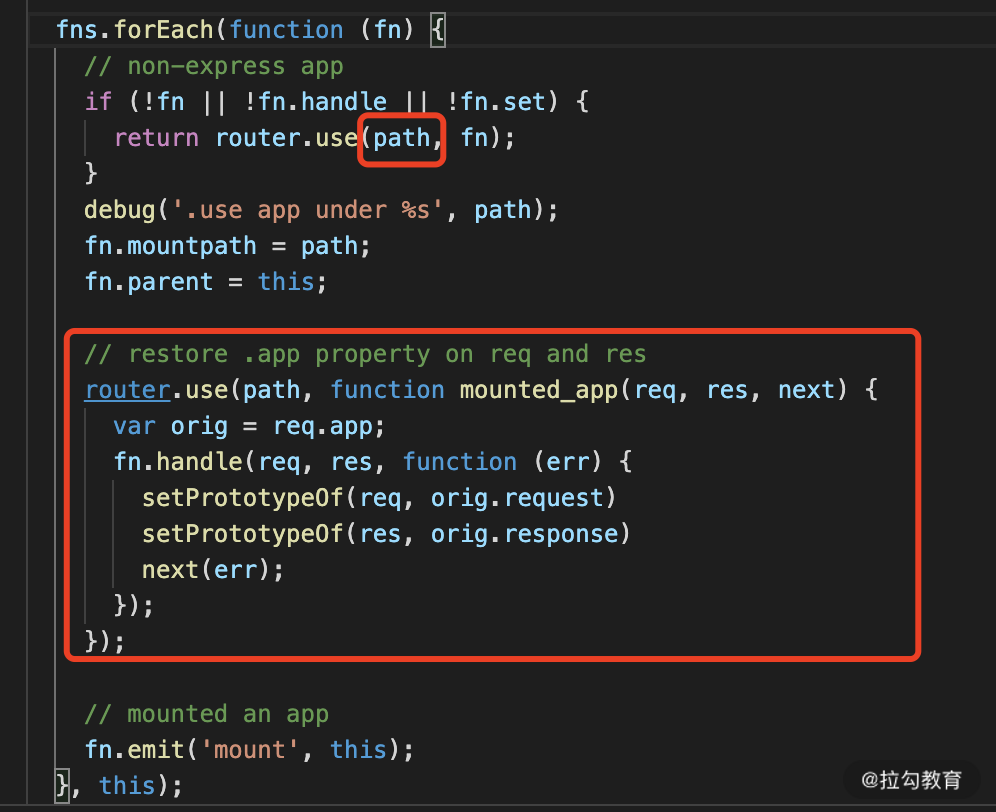 fns.forEach(function (fn) {
  // non-express app
  if (!fn || !fn.handle || !fn.set) {
    return router.use(path, fn);
  }
  debug('.use app under %s', path);
  fn.mountpath = path;
  fn.parent = this;

  // restore .app property on req and res
  router.use(path, function mounted_app(req, res, next) {
    var orig = req.app;
    fn.handle(req, res, function (err) {
      setPrototypeOf(req, orig.request)
      setPrototypeOf(res, orig.response)
      next(err);
    });
  });

  // mounted an app
  fn.emit('mount', this);
}, this);
@拉勾教育